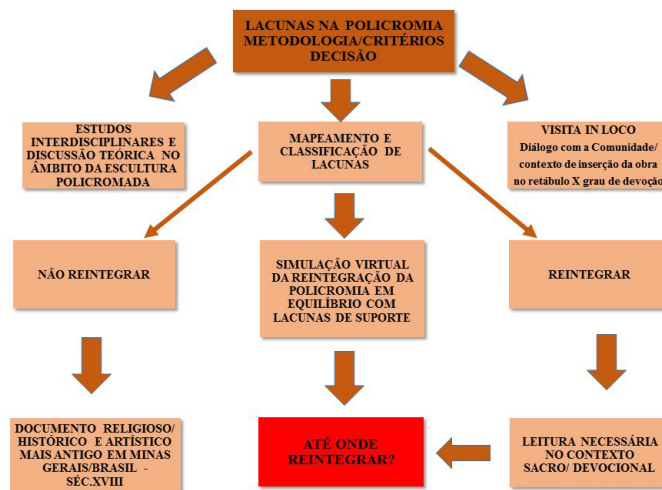 LACUNAS NA POLICROMIA
METODOLOGIA/CRITÉRIOS
DECISÃO
ESTUDOS
INTERDISCIPLINARES E
DISCUSSÃO TEÓRICA NO
ÂMBITO DA ESCULTURA
POLICROMADA
MAPEAMENTO E
CLASSIFICAÇÃO DE
LACUNAS
VISITA IN LOCO
Diálogo com a Comunidade/
contexto de inserção da obra
no retábulo X grau de devoção
NÃO REINTEGRAR
SIMULAÇÃO VIRTUAL
DA REINTEGRAÇÃO DA
POLICROMIA EM
EQUILÍBRIO COM
LACUNAS DE SUPORTE
REINTEGRAR
DOCUMENTO RELIGIOSO/
HISTÓRICO E ARTÍSTICO
MAIS ANTIGO EM MINAS
GERAIS/BRASIL -
SÉC.XVIII
ATÉ ONDE
REINTEGRAR?
LEITURA NECESSÁRIA
NO CONTEXTO
SACRO/ DEVOCIONAL